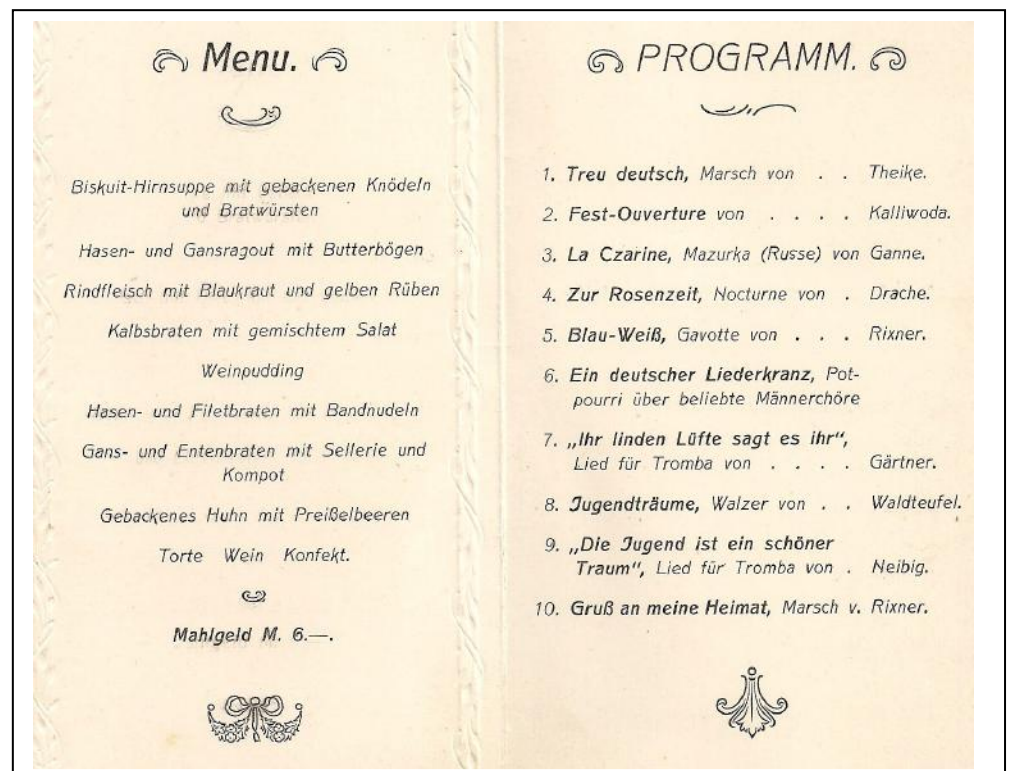 Menu.
Biskuit-Hirnsuppe mit gebackenen Knödeln
und Bratwürsten
Hasen- und Gansragout mit Butterbögen
Rindfleisch mit Blaukraut und gelben Rüben
Kalbsbraten mit gemischtem Salat
Weinpudding
Hasen- und Filetbraten mit Bandnudeln
Gans- und Entenbraten mit Sellerie und
Kompot
Gebackenes Huhn mit Preißelbeeren
Torte Wein Konfekt.
Mahlgeld M. 6.—.
PROGRAMM.
1. Treu deutsch, Marsch von . . Theike.
2. Fest-Ouverture von . . . . Kalliwoda.
3. La Czarine, Mazurka (Russe) von Ganne.
4. Zur Rosenzeit, Nocturne von . Drache.
5. Blau-Weiß, Gavotte von . . . Rixner.
6. Ein deutscher Liederkranz, Pot-
pourri über beliebte Männerchöre
7. „Ihr linden Lüfte sagt es ihr“,
Lied für Tromba von . . . . Gärtner.
8. Jugendträume, Walzer von . . Waldteufel.
9. „Die Jugend ist ein schöner
Traum“, Lied für Tromba von . Neibig.
10. Gruß an meine Heimat, Marsch v. Rixner.